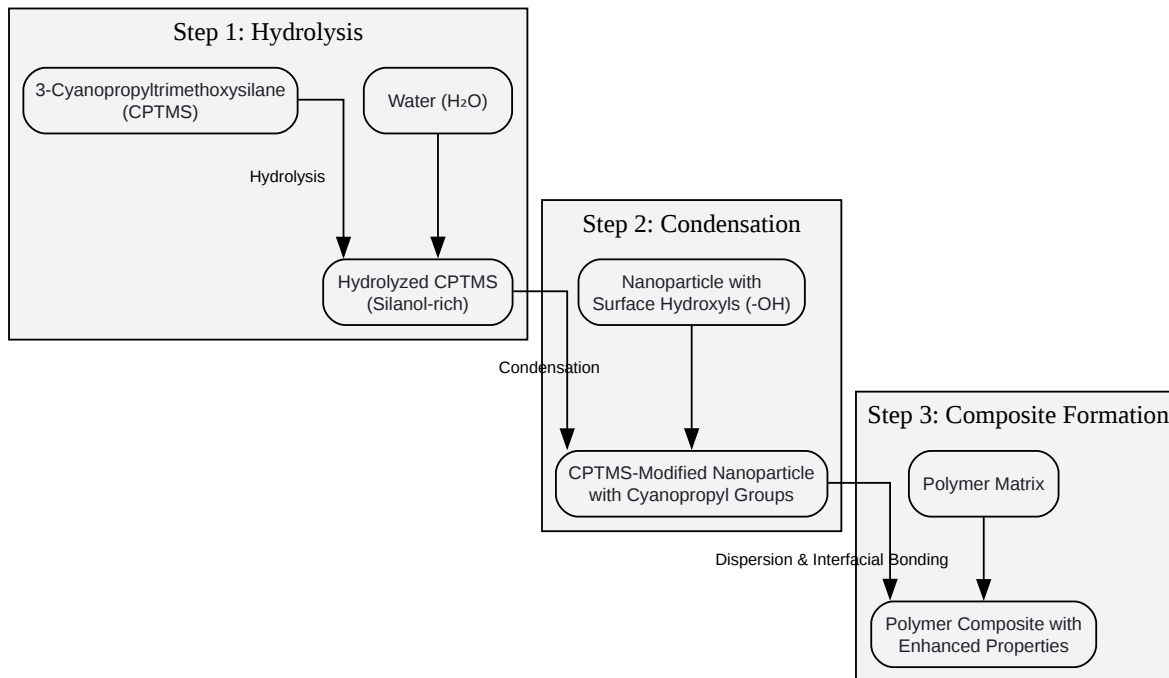 Step 1: Hydrolysis
3-Cyanopropyltrimethoxysilane
(CPTMS)
Water (H₂O)
Hydrolysis
Hydrolyzed CPTMS
(Silanol-rich)
Step 2: Condensation
Nanoparticle with
Surface Hydroxyls (-OH)
Condensation
CPTMS-Modified Nanoparticle
with Cyanopropyl Groups
Step 3: Composite Formation
Polymer Matrix
Dispersion & Interfacial Bonding
Polymer Composite with
Enhanced Properties